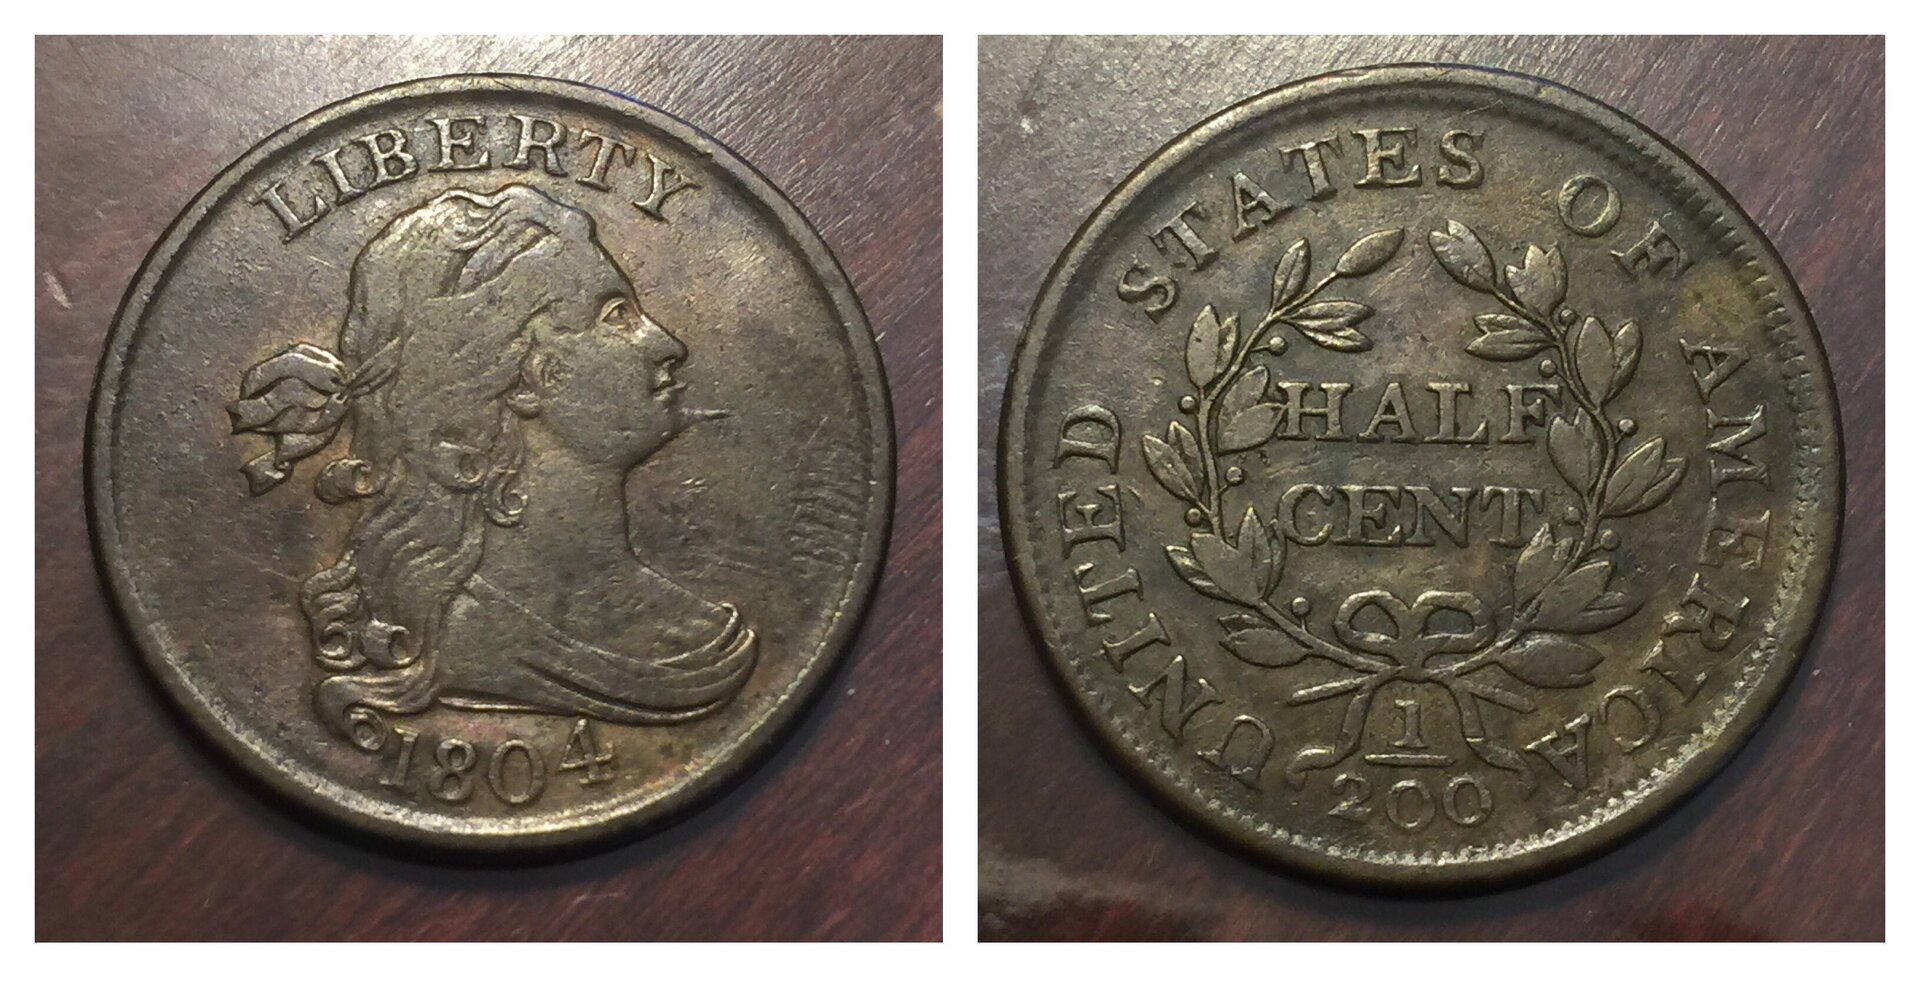 LIBERTY
1804
UNITED STATES OF AMERICA
HALF
CENT
1
200